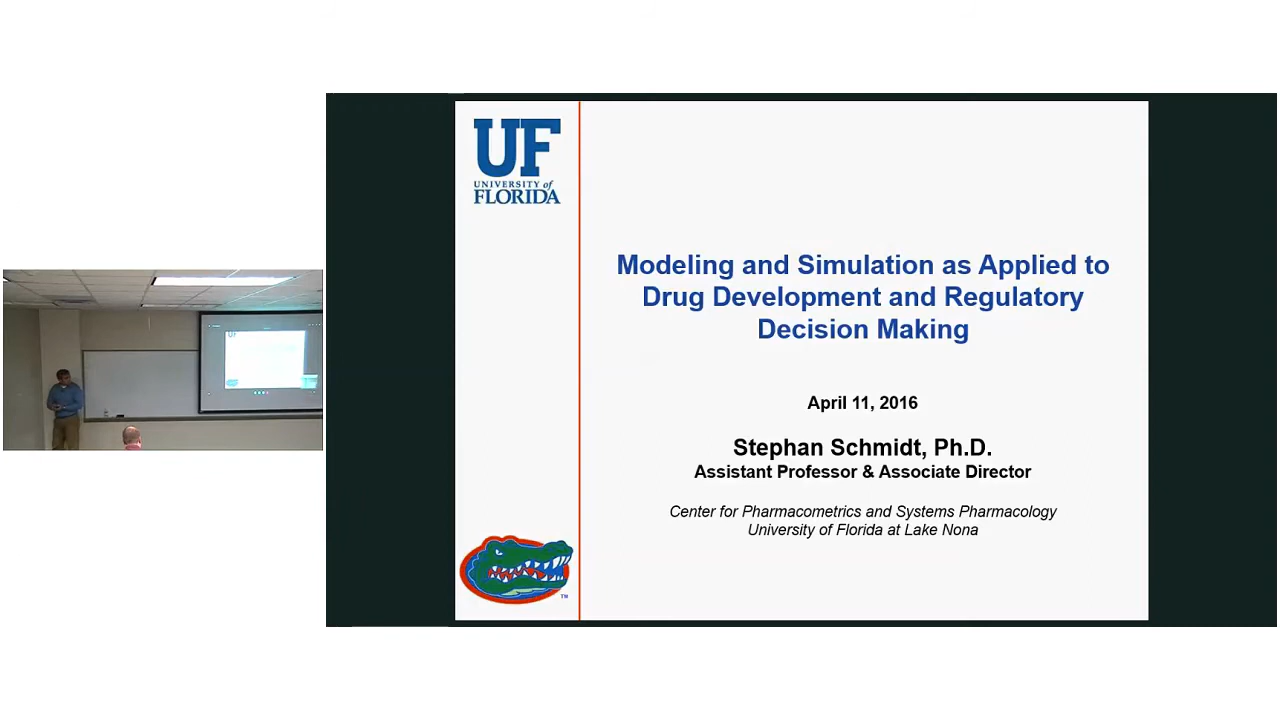 UF
UNIVERSITY of
FLORIDA
Modeling and Simulation as Applied to
Drug Development and Regulatory
Decision Making
April 11, 2016
Stephan Schmidt, Ph.D.
Assistant Professor & Associate Director
Center for Pharmacometrics and Systems Pharmacology
University of Florida at Lake Nona
TM
UF